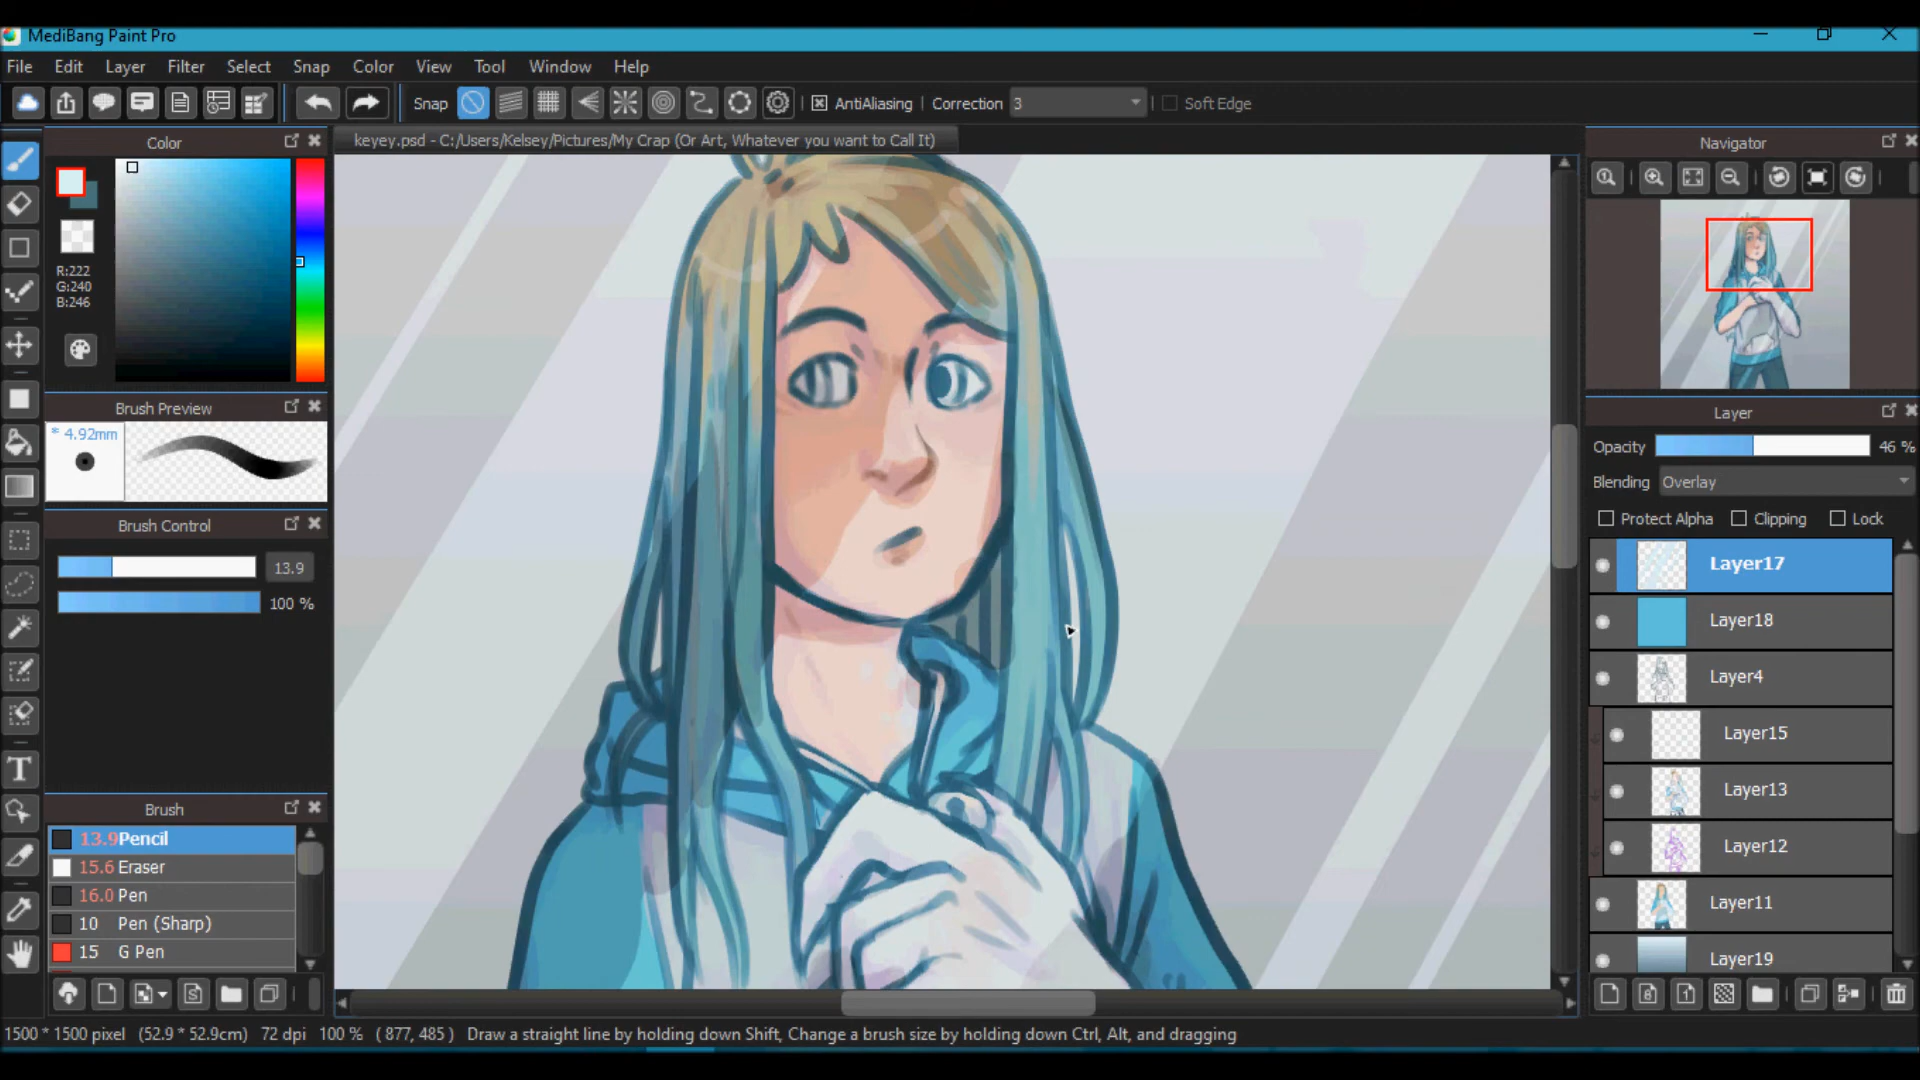 MediBang Paint Pro
File Edit Layer Filter Select Snap Color View Tool Window Help
Snap AntiAliasing Correction 3 Soft Edge
Color
keyey.psd - C:/Users/Kelsey/Pictures/My Crap (Or Art, Whatever you want to Call It)
Navigator
R:222
G:240
B:246
Brush Preview
* 4.92mm
Brush Control
13.9
100 %
Brush
13.9 Pencil
15.6 Eraser
16.0 Pen
10 Pen (Sharp)
15 G Pen
Layer
Opacity 46 %
Blending Overlay
Protect Alpha Clipping Lock
Layer17
Layer18
Layer4
Layer15
Layer13
Layer12
Layer11
Layer19
1500 * 1500 pixel (52.9 * 52.9cm) 72 dpi 100 % ( 877, 485 ) Draw a straight line by holding down Shift, Change a brush size by holding down Ctrl, Alt, and dragging